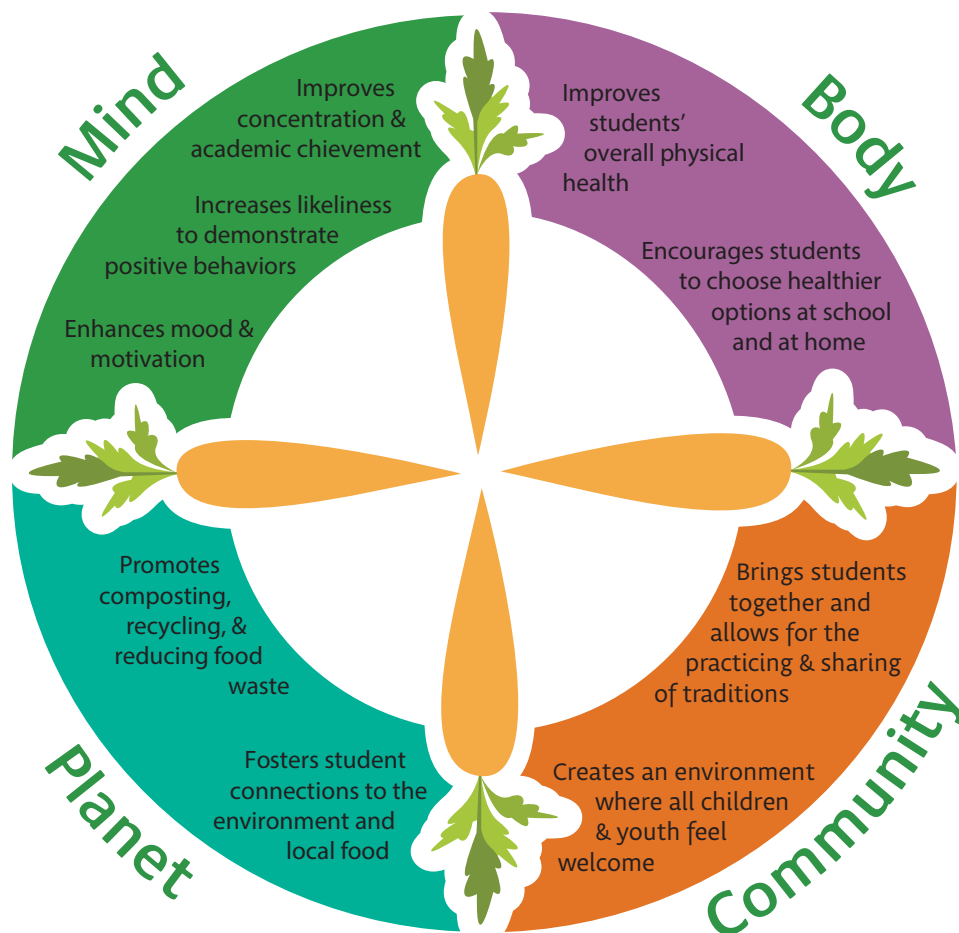 Mind
Improves
concentration &
academic chievement
Increases likeliness
to demonstrate
positive behaviors
Enhances mood &
motivation
Body
Improves
students’
overall physical
health
Encourages students
to choose healthier
options at school
and at home
Planet
Promotes
composting,
recycling, &
reducing food
waste
Fosters student
connections to the
environment and
local food
Community
Brings students
together and
allows for the
practicing & sharing
of traditions
Creates an environment
where all children
& youth feel
welcome